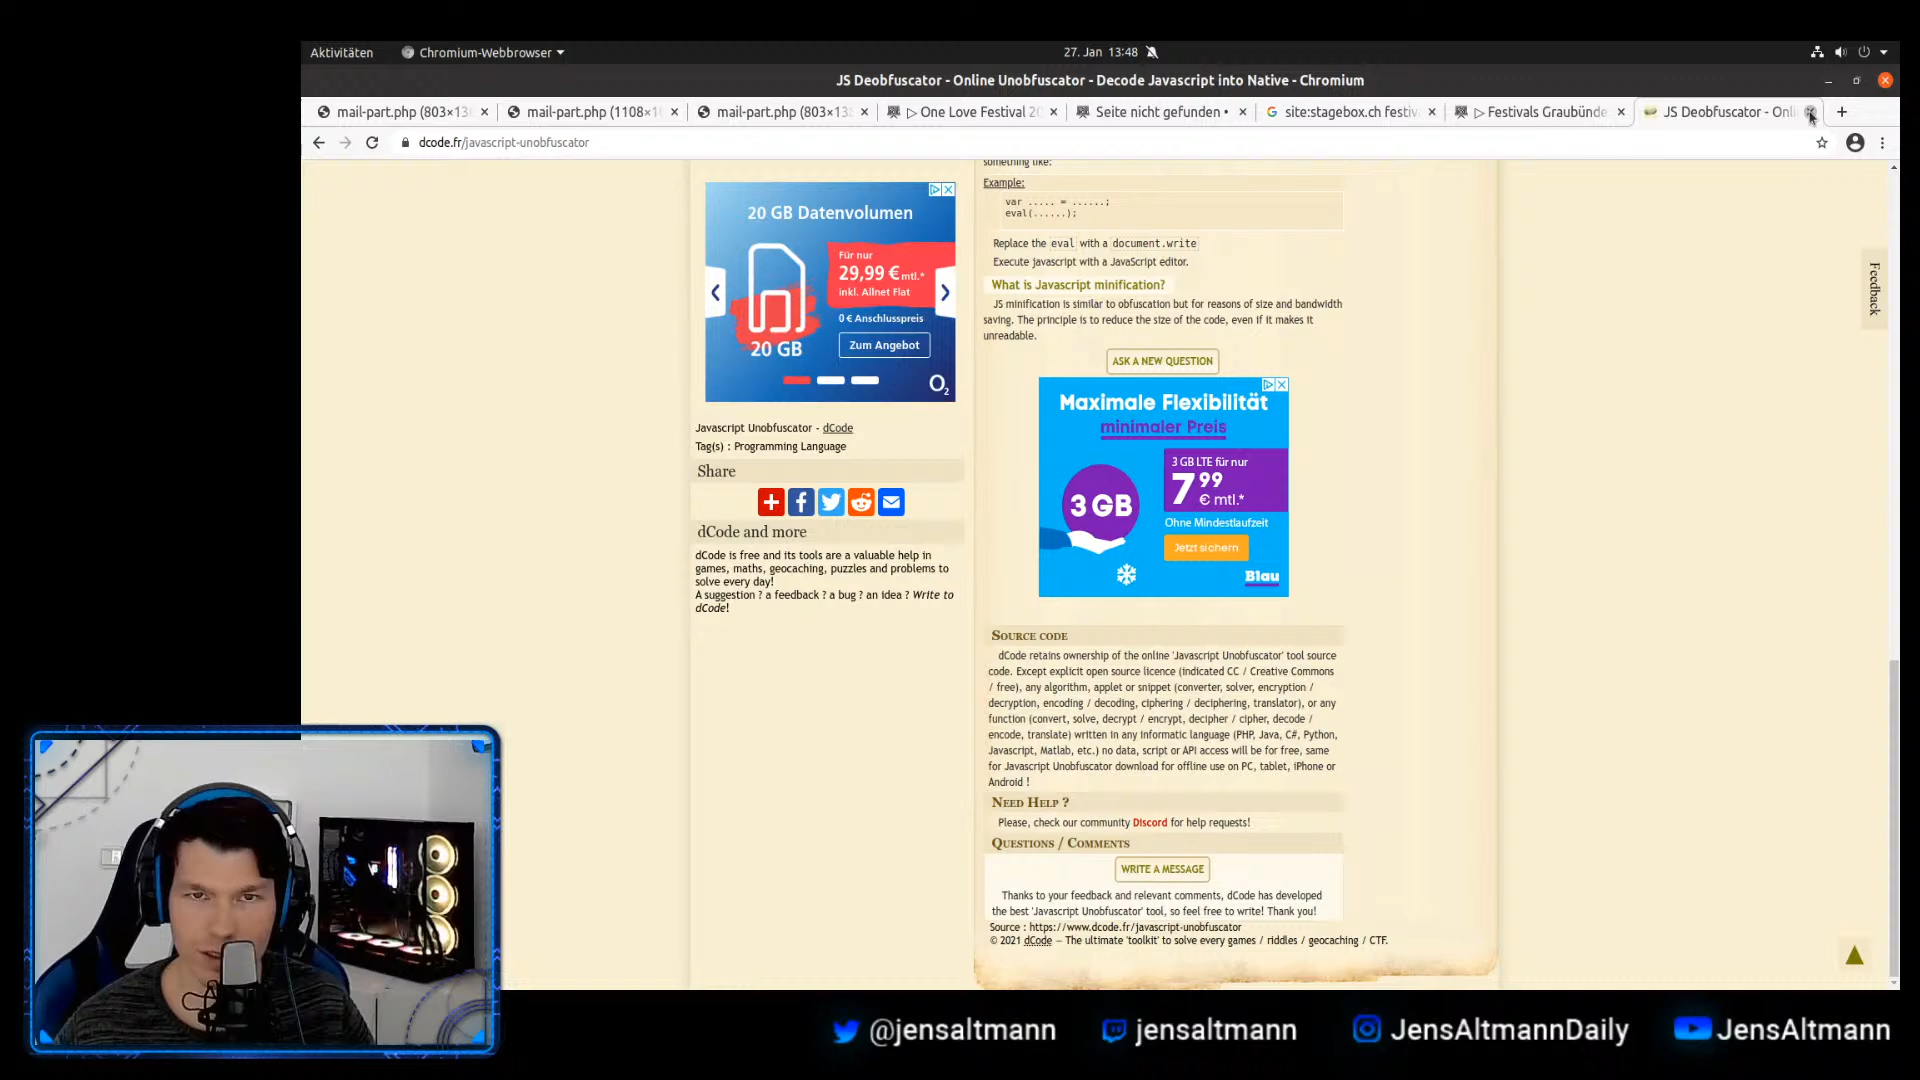 Aktivitäten
Chromium-Webbrowser
27. Jan 13:48
JS Deobfuscator - Online Unobfuscator - Decode Javascript into Native - Chromium
mail-part.php (803×13
mail-part.php (1108×1
mail-part.php (803×13
▷ One Love Festival 20
Seite nicht gefunden •
site:stagebox.ch festiv
▷ Festivals Graubünde
JS Deobfuscator - Onli
dcode.fr/javascript-unobfuscator
20 GB Datenvolumen
Für nur
29,99 € mtl.*
inkl. Allnet Flat
0 € Anschlusspreis
20 GB
Zum Angebot
O2
Javascript Unobfuscator - dCode
Tag(s) : Programming Language
Share
dCode and more
dCode is free and its tools are a valuable help in
games, maths, geocaching, puzzles and problems to
solve every day!
A suggestion ? a feedback ? a bug ? an idea ? Write to
dCode!
something like:
Example:
var ..... = ......;
eval(......);
Replace the eval with a document.write
Execute javascript with a JavaScript editor.
What is Javascript minification?
JS minification is similar to obfuscation but for reasons of size and bandwidth
saving. The principle is to reduce the size of the code, even if it makes it
unreadable.
ASK A NEW QUESTION
Maximale Flexibilität
minimaler Preis
3 GB LTE für nur
7 99
€ mtl.*
3 GB
Ohne Mindestlaufzeit
Jetzt sichern
Blau
SOURCE CODE
dCode retains ownership of the online 'Javascript Unobfuscator' tool source
code. Except explicit open source licence (indicated CC / Creative Commons
/ free), any algorithm, applet or snippet (converter, solver, encryption /
decryption, encoding / decoding, ciphering / deciphering, translator), or any
function (convert, solve, decrypt / encrypt, decipher / cipher, decode /
encode, translate) written in any informatic language (PHP, Java, C#, Python,
Javascript, Matlab, etc.) no data, script or API access will be for free, same
for Javascript Unobfuscator download for offline use on PC, tablet, iPhone or
Android !
NEED HELP ?
Please, check our community Discord for help requests!
QUESTIONS / COMMENTS
WRITE A MESSAGE
Thanks to your feedback and relevant comments, dCode has developed
the best 'Javascript Unobfuscator' tool, so feel free to write! Thank you!
Source : https://www.dcode.fr/javascript-unobfuscator
© 2021 dCode — The ultimate 'toolkit' to solve every games / riddles / geocaching / CTF.
Feedback
@jensaltmann
jensaltmann
JensAltmannDaily
JensAltmann